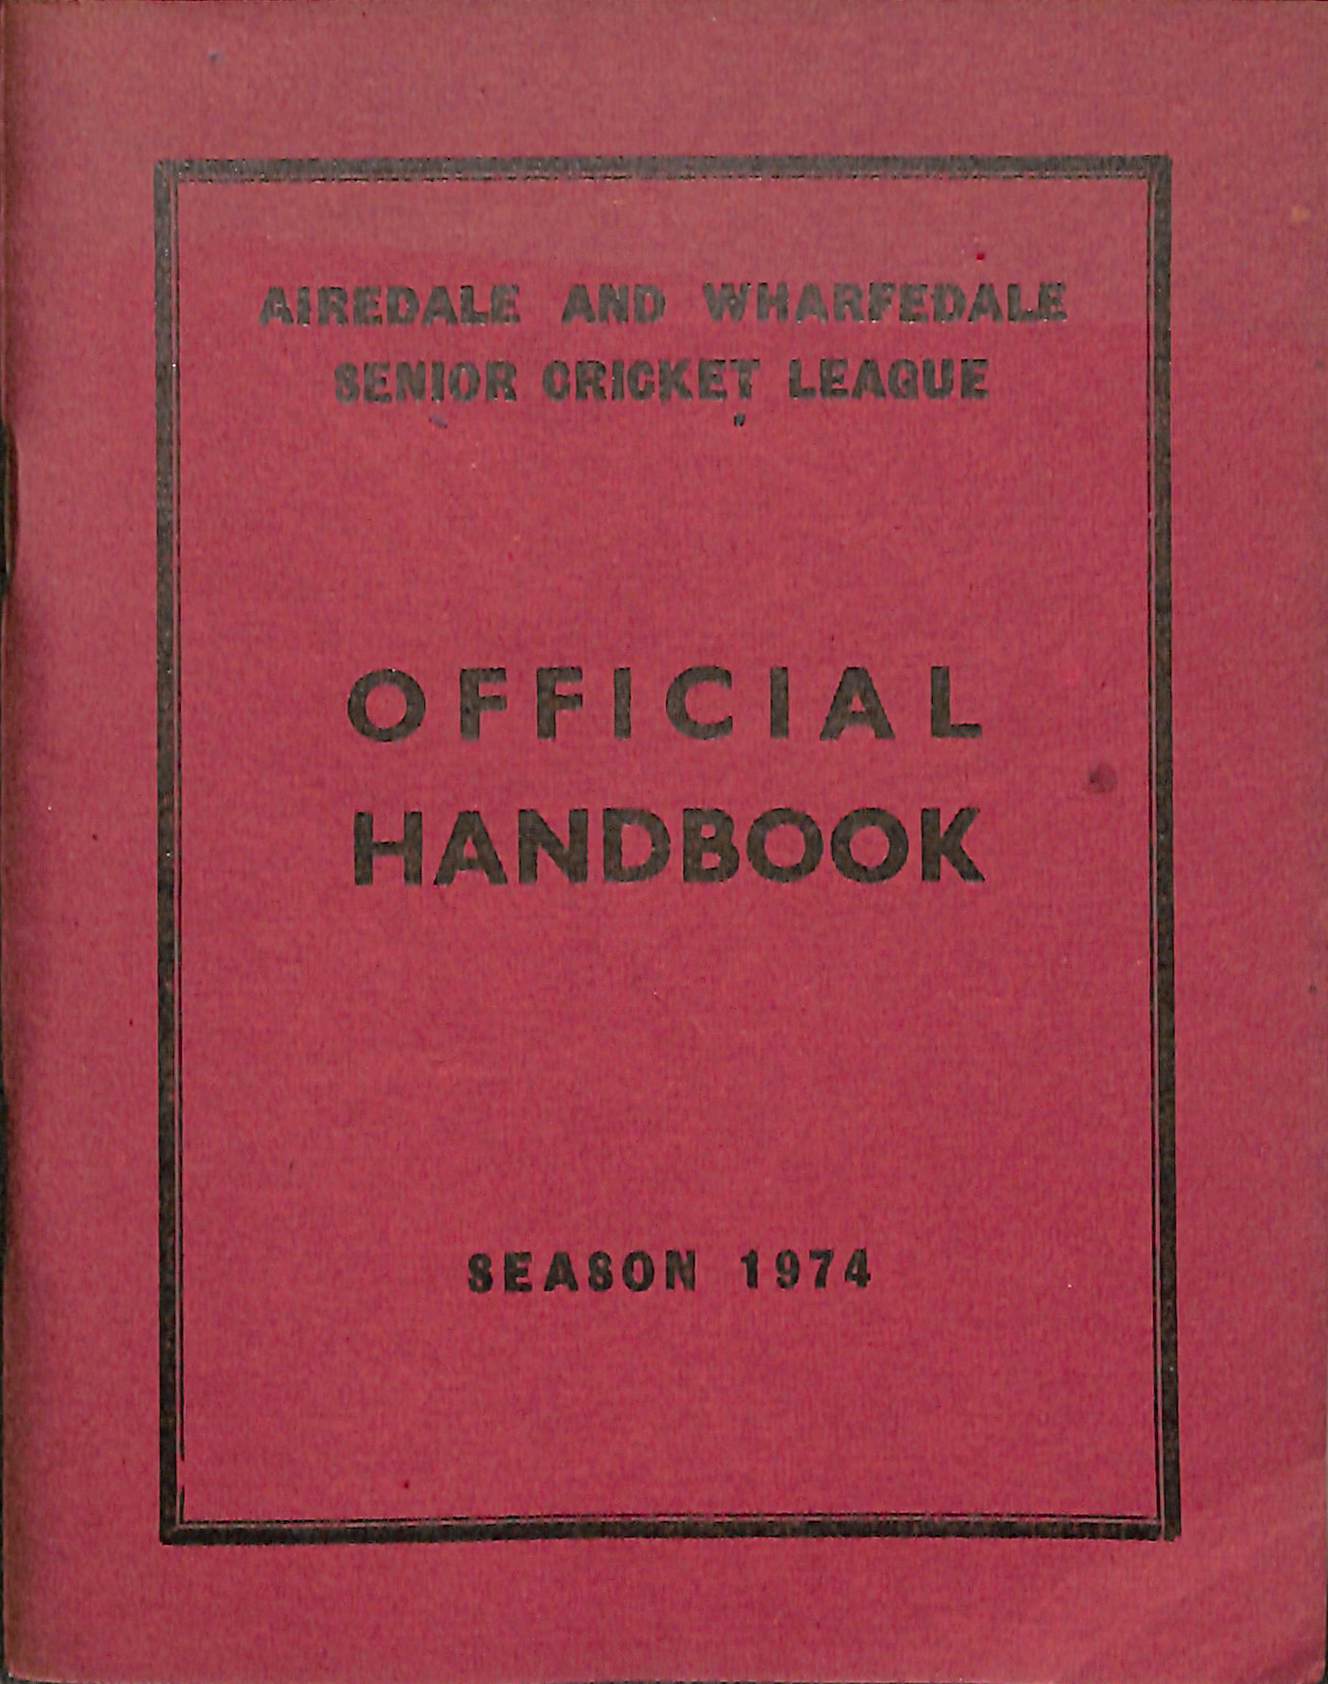 AIREDALE AND WHARFEDALE
SENIOR CRICKET LEAGUE
OFFICIAL
HANDBOOK
SEASON 1974